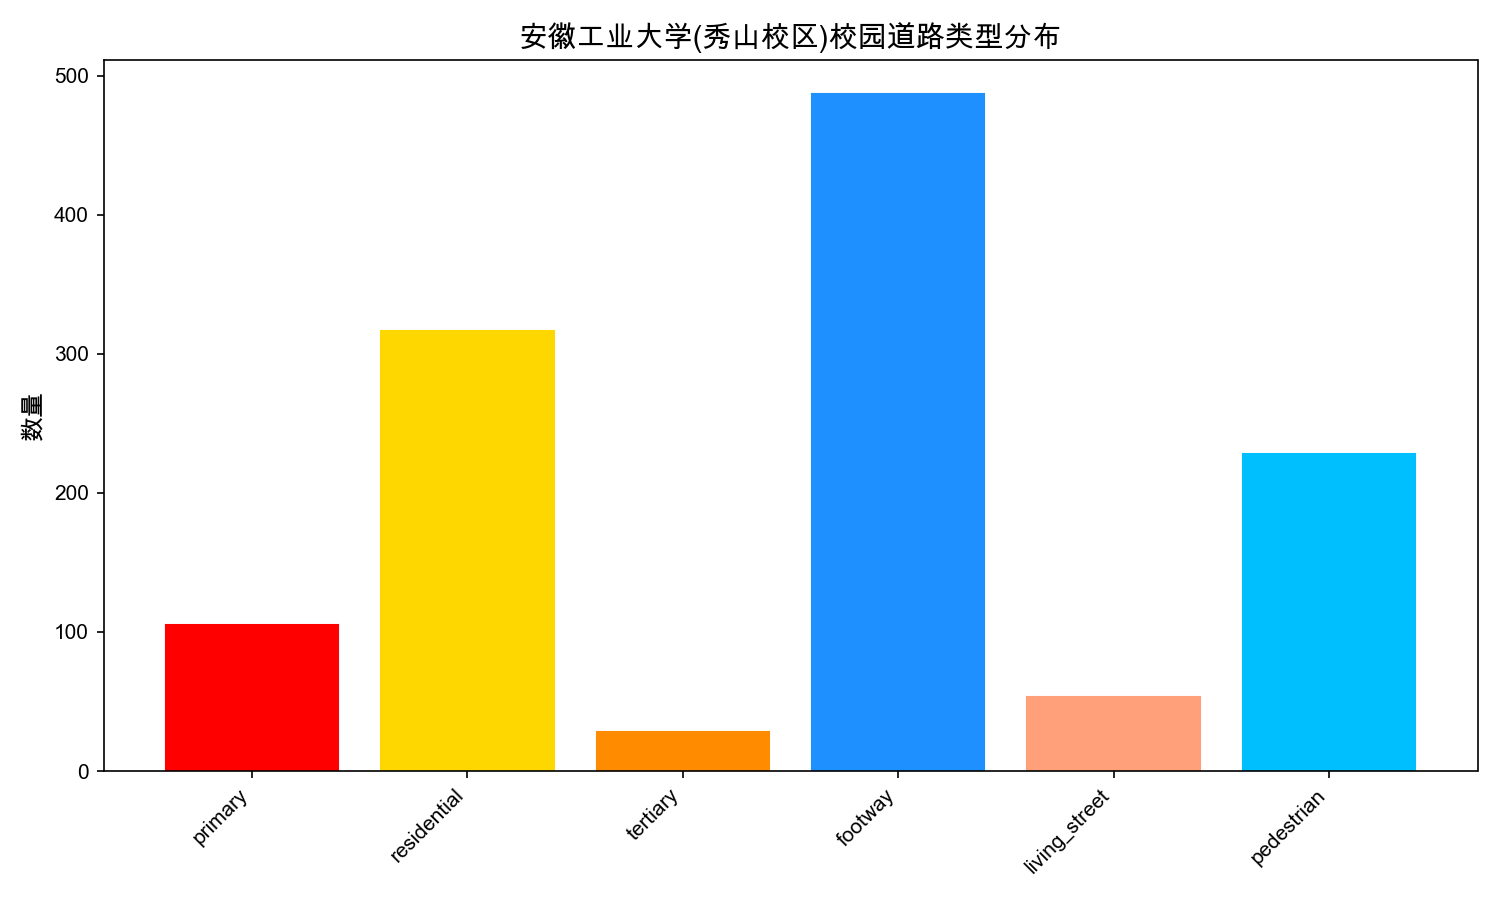 安徽工业大学(秀山校区)校园道路类型分布
数量
500
400
300
200
100
0
primary
residential
tertiary
footway
living_street
pedestrian